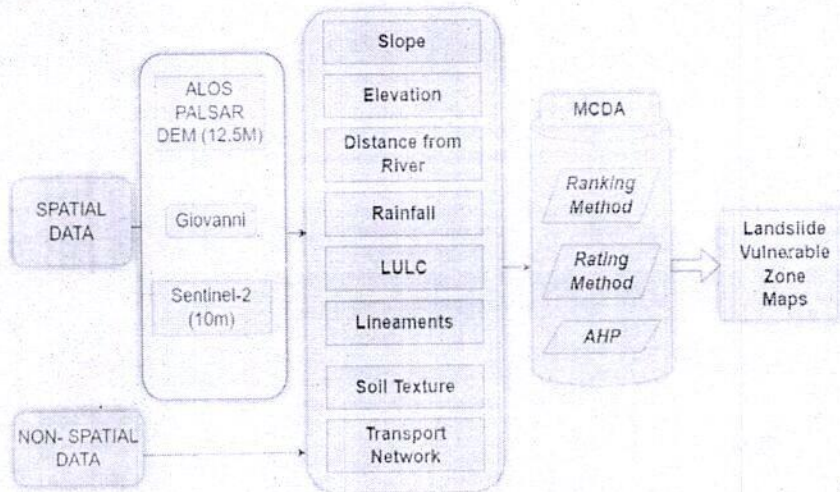 SPATIAL
DATA
NON- SPATIAL
DATA
ALOS
PALSAR
DEM (12.5M)
Giovanni
Sentinel-2
(10m)
Slope
Elevation
Distance from
River
Rainfall
LULC
Lineaments
Soil Texture
Transport
Network
MCDA
Ranking
Method
Rating
Method
AHP
Landslide
Vulnerable
Zone
Maps